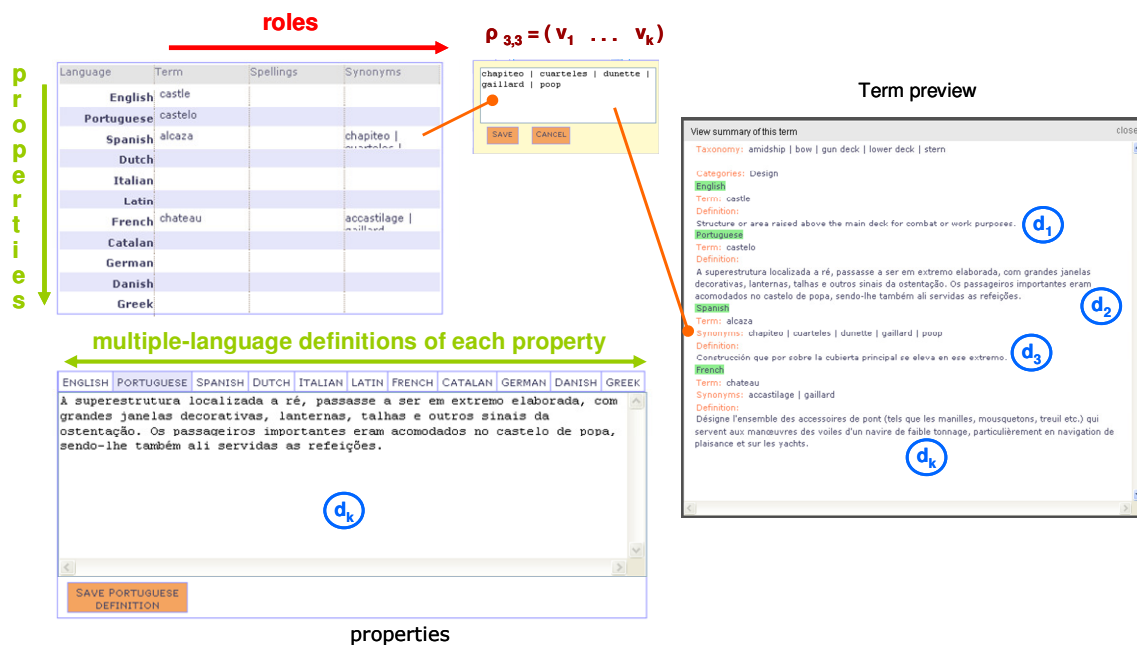 roles
ρ 3,3 = ( v1 . . . vk )
properties
Language Term Spellings Synonyms
English castle
Portuguese castelo
Spanish alcaza chapiteo |
cuarteles |
Dutch
Italian
Latin
French chateau accastilage |
gaillard
Catalan
German
Danish
Greek
chapiteo | cuarteles | dunette |
gaillard | poop
SAVE CANCEL
Term preview
View summary of this term close
Taxonomy: amidship | bow | gun deck | lower deck | stern
Categories: Design
English
Term: castle
Definition:
Structure or area raiced above the main deck for combat or work purposes.
d1
Portuguese
Term: castelo
Definition:
A superestrutura localizada a ré, passasse a ser em extremo elaborada, com grandes janelas
decorativas, lanternas, talhas e outros sinais da ostentação. Os passageiros importantes eram
acomodados no castelo de popa, sendo-lhe também ali servidas as refeições.
d2
Spanish
Term: alcaza
Synonyms: chapiteo | cuarteles | dunette | gaillard | poop
Definition:
Construcción que por sobre la cubierta principal se eleva en ese extremo.
d3
French
Term: chateau
Synonyms: accastilage | gaillard
Definition:
Désigne l'ensemble des accessoires de pont (tels que les manilles, mousquetons, treuil etc.) qui
servent aux manœuvres des voiles d'un navire de faible tonnage, particulièrement en navigation de
plaisance et sur les yachts.
dk
multiple-language definitions of each property
ENGLISH PORTUGUESE SPANISH DUTCH ITALIAN LATIN FRENCH CATALAN GERMAN DANISH GREEK
A superestrutura localizada a ré, passasse a ser em extremo elaborada, com
grandes janelas decorativas, lanternas, talhas e outros sinais da
ostentação. Os passageiros importantes eram acomodados no castelo de popa,
sendo-lhe também ali servidas as refeições.
dk
SAVE PORTUGUESE
DEFINITION
properties